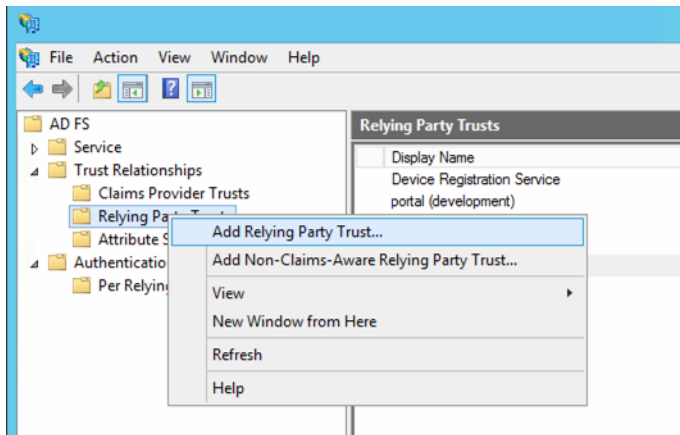 File Action View Window Help
AD FS
Service
Trust Relationships
Claims Provider Trusts
Relying Pa
Attribute S
Authenticatio
Per Relying
Relying Party Trusts
Display Name
Device Registration Service
portal (development)
Add Relying Party Trust...
Add Non-Claims-Aware Relying Party Trust...
View
New Window from Here
Refresh
Help